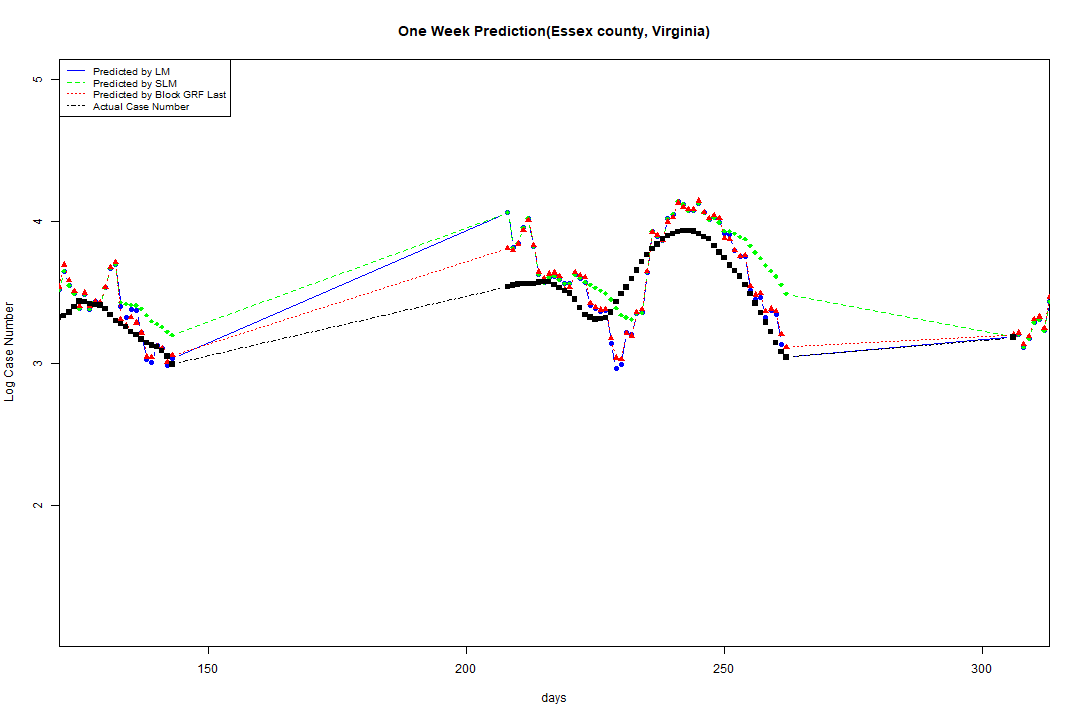 One Week Prediction(Essex county, Virginia)
Predicted by LM
Predicted by SLM
Predicted by Block GRF Last
Actual Case Number
5
4
3
2
Log Case Number
150
200
250
300
days